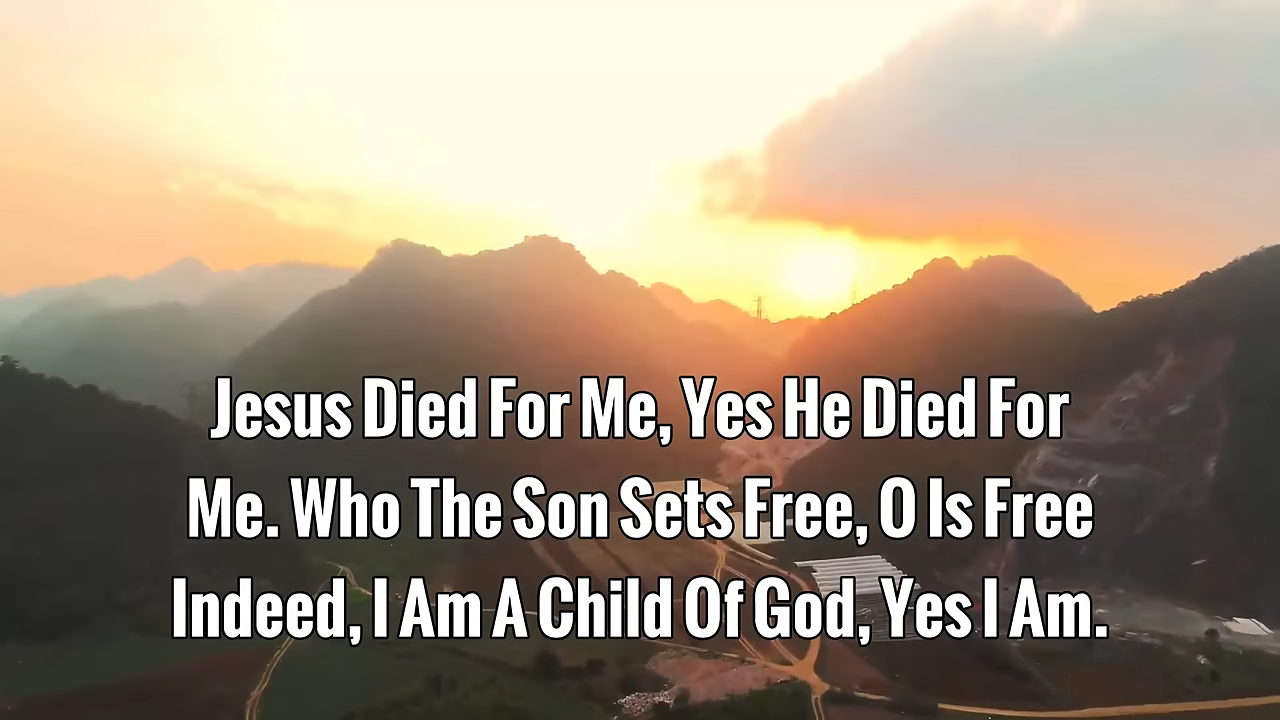 Jesus Died For Me, Yes He Died For
Me. Who The Son Sets Free, O Is Free
Indeed, I Am A Child Of God, Yes I Am.